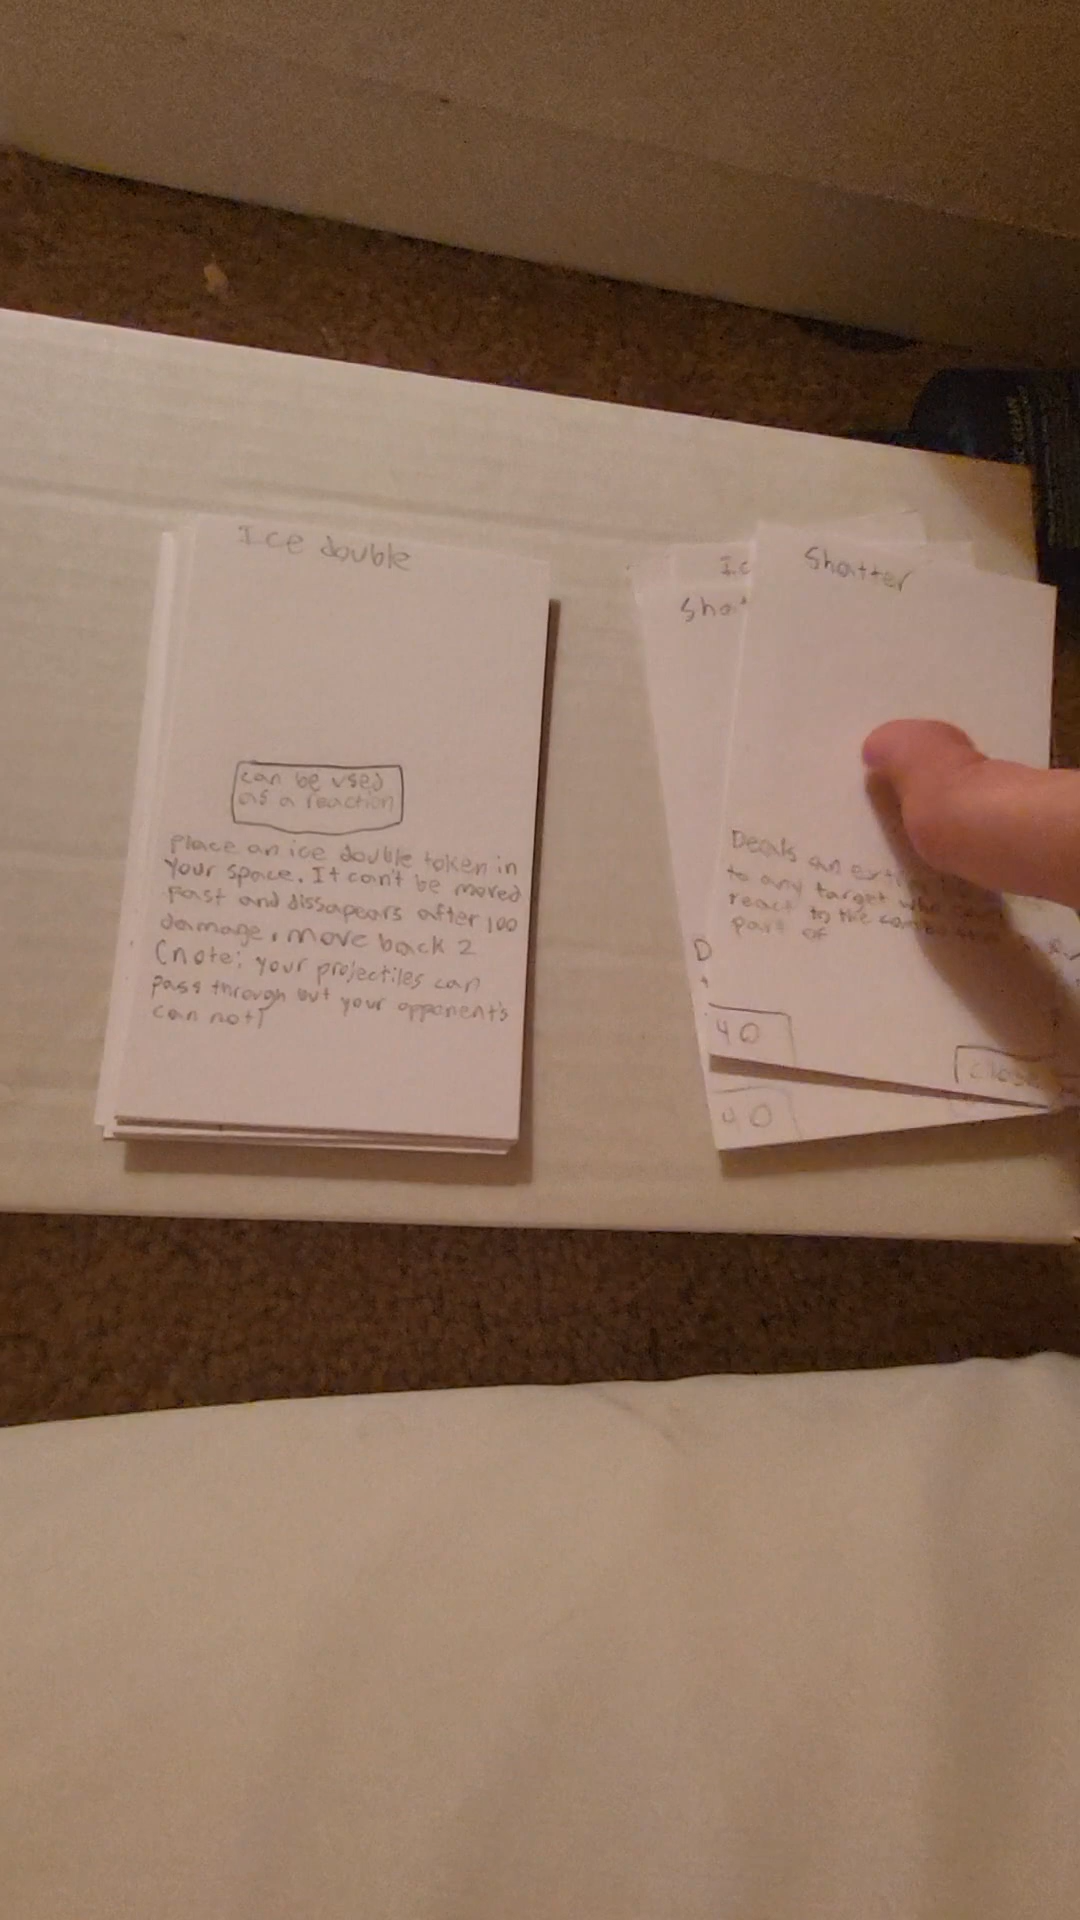 Ice double
can be used
as a reaction
Place an ice double token in
Your space. It can't be moved
Past and dissapears after 100
damage. Move back 2
(note: your projectiles can
pass through but your opponent's
can not)
Ic
Shat
D
40
Shatter
Deals an
to any target
react to the
part of
40